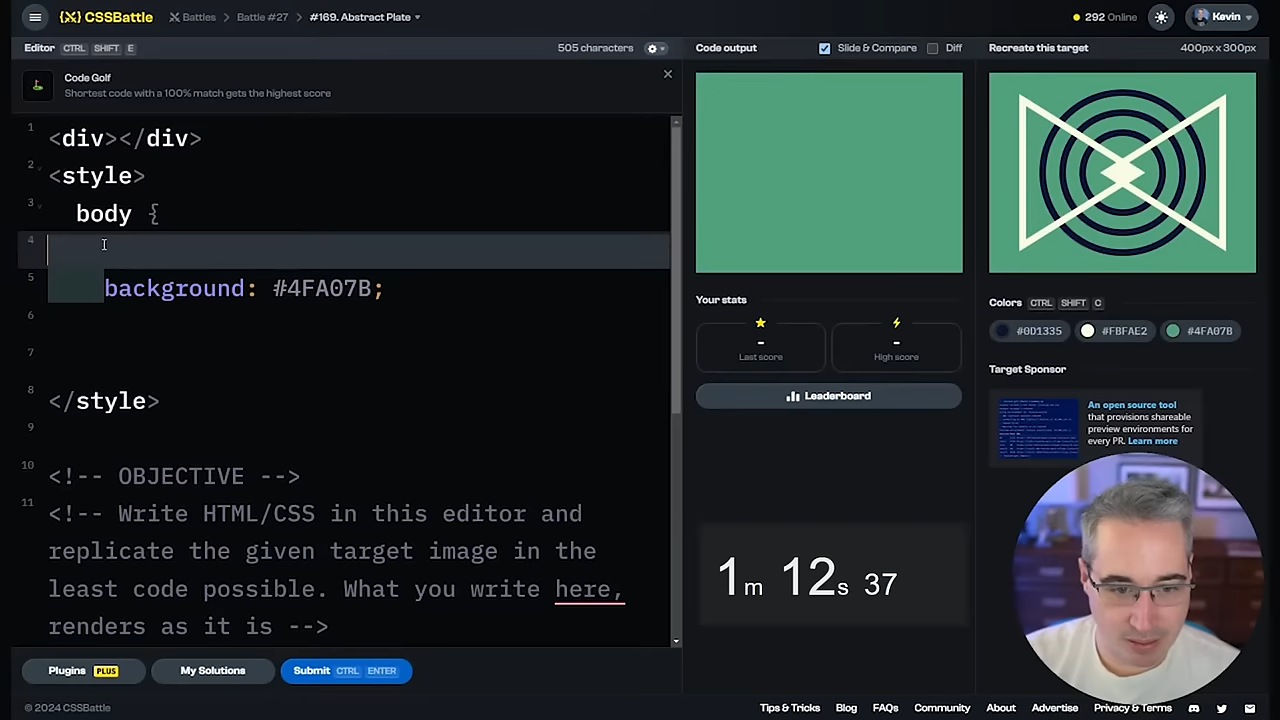 CSSBattle
Battles
Battle #27
#169. Abstract Plate
292 Online
Kevin
Editor CTRL SHIFT E
505 characters
Code output
Slide & Compare
Diff
Recreate this target
400px x 300px
Code Golf
Shortest code with a 100% match gets the highest score
1 <div></div>
2 <style>
3 body {
4
5 background: #4FA07B;
6
7
8 </style>
9
10 <!-- OBJECTIVE -->
11 <!-- Write HTML/CSS in this editor and
replicate the given target image in the
least code possible. What you write here,
renders as it is -->
Your stats
-
Last score
-
High score
Leaderboard
Colors CTRL SHIFT C
#0D1335 #FBFAE2 #4FA07B
Target Sponsor
An open source tool
that provisions shareable
preview environments for
every PR. Learn more
1m 12s 37
Plugins PLUS
My Solutions
Submit CTRL ENTER
© 2024 CSSBattle
Tips & Tricks Blog FAQs Community About Advertise Privacy & Terms